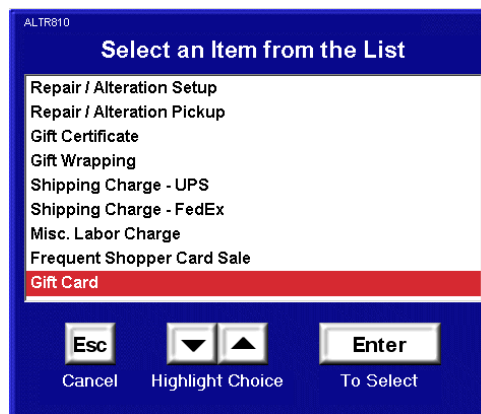 ALTR810
Select an Item from the List
Repair / Alteration Setup
Repair / Alteration Pickup
Gift Certificate
Gift Wrapping
Shipping Charge - UPS
Shipping Charge - FedEx
Misc. Labor Charge
Frequent Shopper Card Sale
Gift Card
Esc Enter
Cancel Highlight Choice To Select